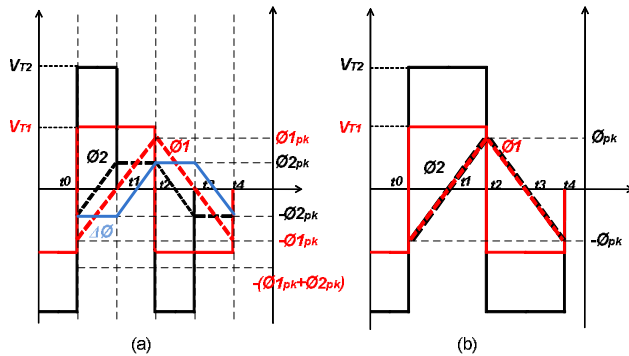 VT2
VT1
t0
Ø2
t1
Ø1
t2
t3
t4
ΔØ
Ø1pk
Ø2pk
-Ø2pk
-Ø1pk
-(Ø1pk+Ø2pk)
(a)
VT2
VT1
t0
Ø2
t1
Ø1
t2
t3
t4
Øpk
-Øpk
(b)